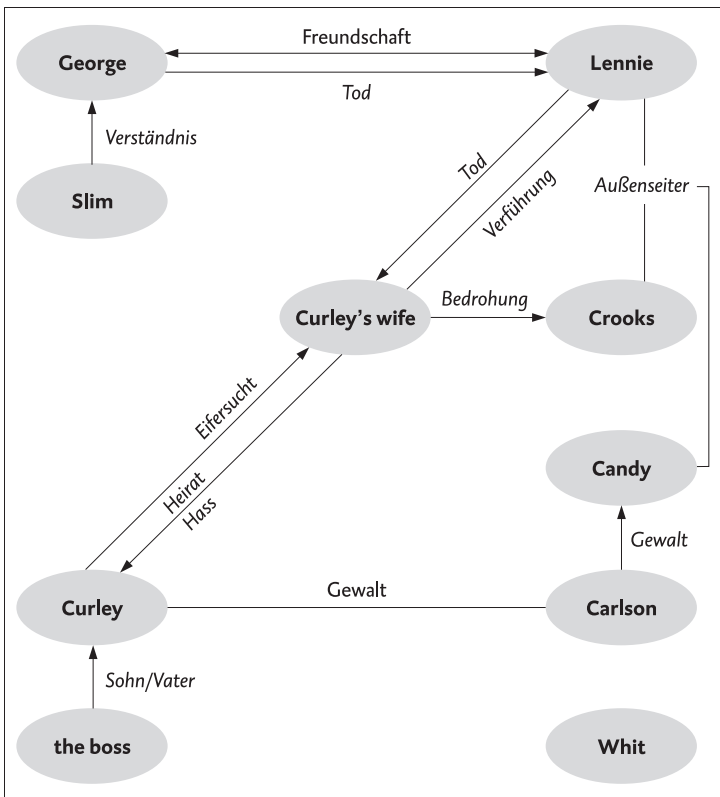 Freundschaft
George
Lennie
Tod
Verständnis
Tod
Außenseiter
Slim
Verführung
Bedrohung
Curley's wife
Crooks
Eifersucht
Candy
Heirat
Hass
Gewalt
Gewalt
Curley
Carlson
Sohn/Vater
the boss
Whit